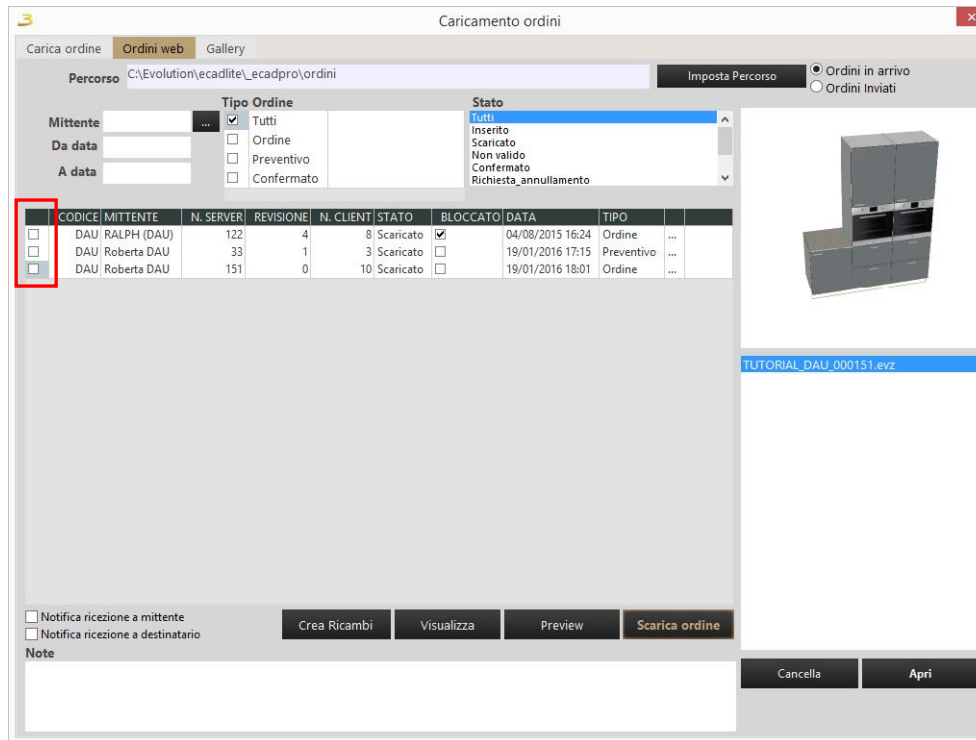 Caricamento ordini
Carica ordine Ordini web Gallery
Percorso C:\Evolution\ecadlite\_ecadpro\ordini Imposta Percorso Ordini in arrivo
Ordini Inviati
Tipo Ordine Stato
Mittente ... Tutti Tutti
Inserito
Da data Ordine Scaricato
Preventivo Non valido
A data Confermato Confermato
Richiesta_annullamento
CODICE MITTENTE N. SERVER REVISIONE N. CLIENT STATO BLOCCATO DATA TIPO
DAU RALPH (DAU) 122 4 8 Scaricato 04/08/2015 16:24 Ordine ...
DAU Roberta DAU 33 1 3 Scaricato 19/01/2016 17:15 Preventivo ...
DAU Roberta DAU 151 0 10 Scaricato 19/01/2016 18:01 Ordine ...
TUTORIAL_DAU_000151.evz
Notifica ricezione a mittente
Notifica ricezione a destinatario
Crea Ricambi Visualizza Preview Scarica ordine
Note
Cancella Apri